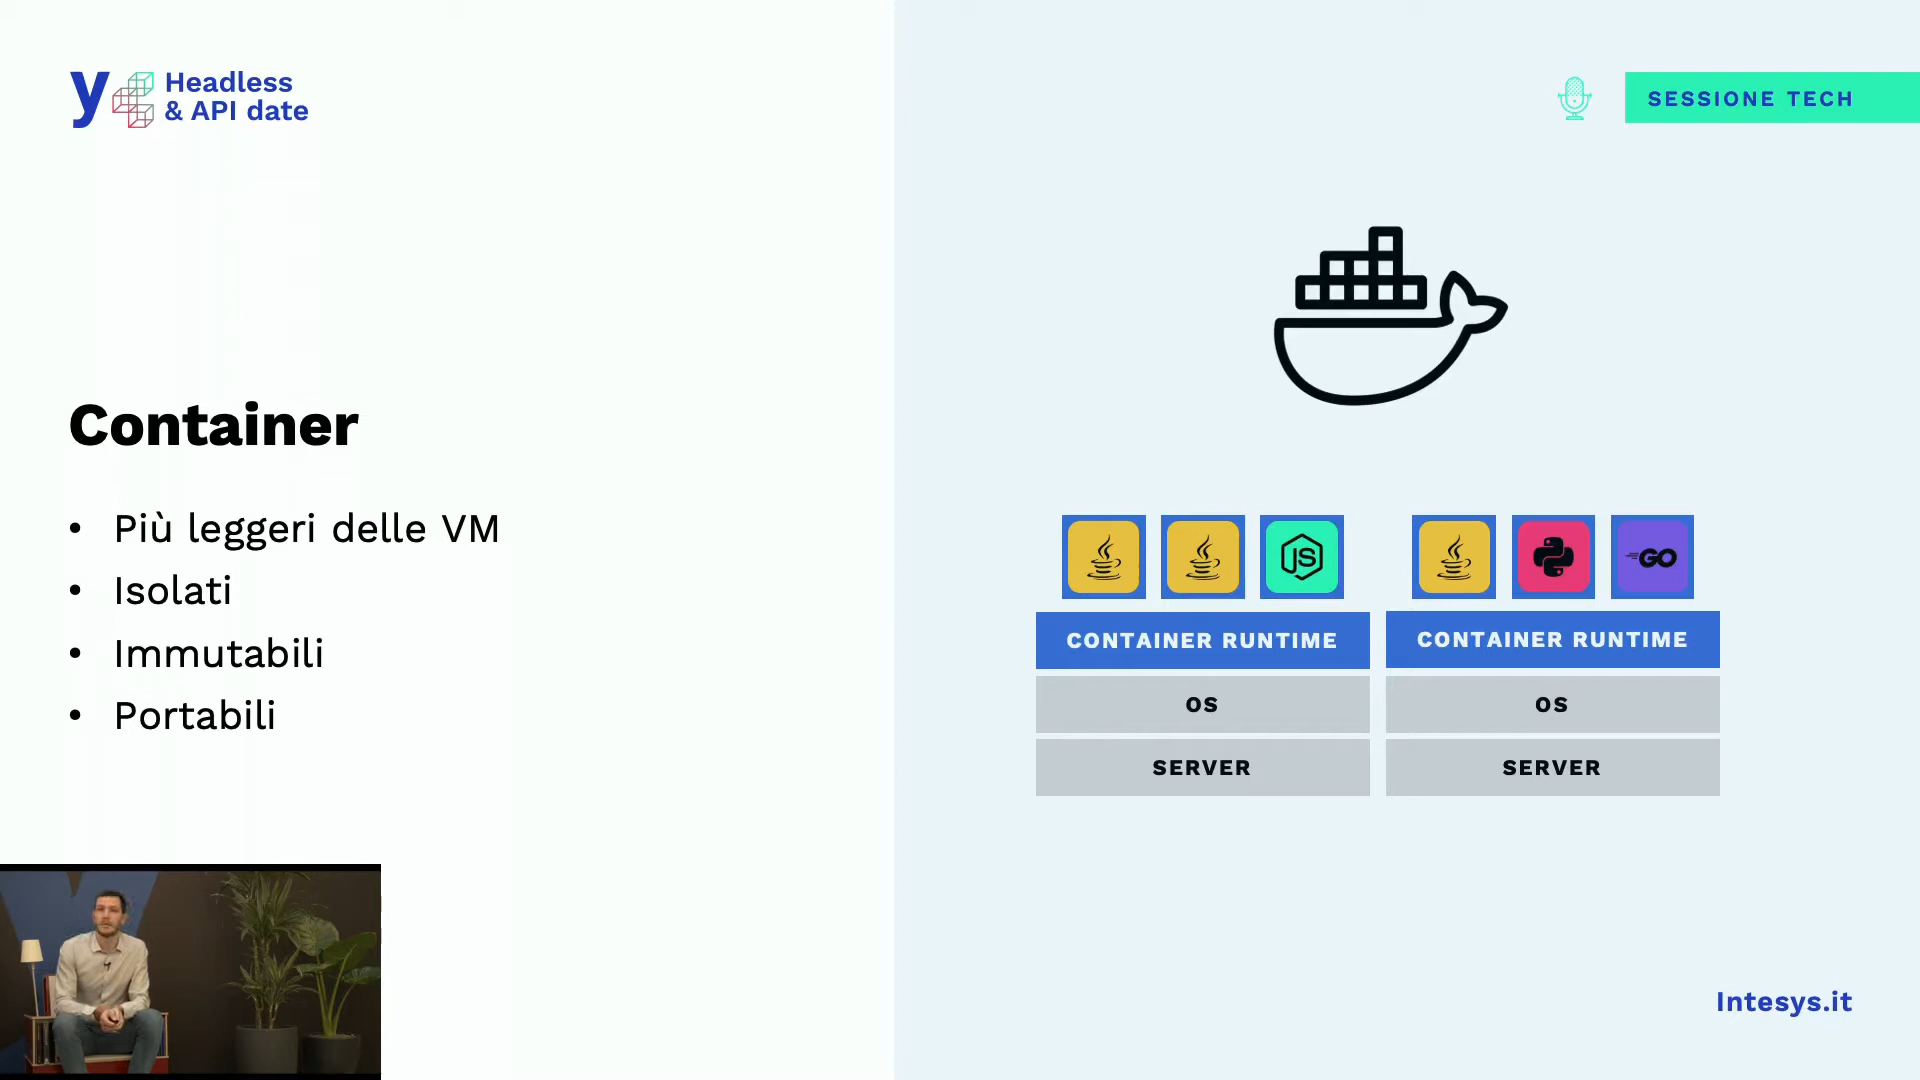 y
Headless
& API date
SESSIONE TECH
Container
• Più leggeri delle VM
• Isolati
• Immutabili
• Portabili
JS
GO
CONTAINER RUNTIME
OS
SERVER
CONTAINER RUNTIME
OS
SERVER
Intesys.it